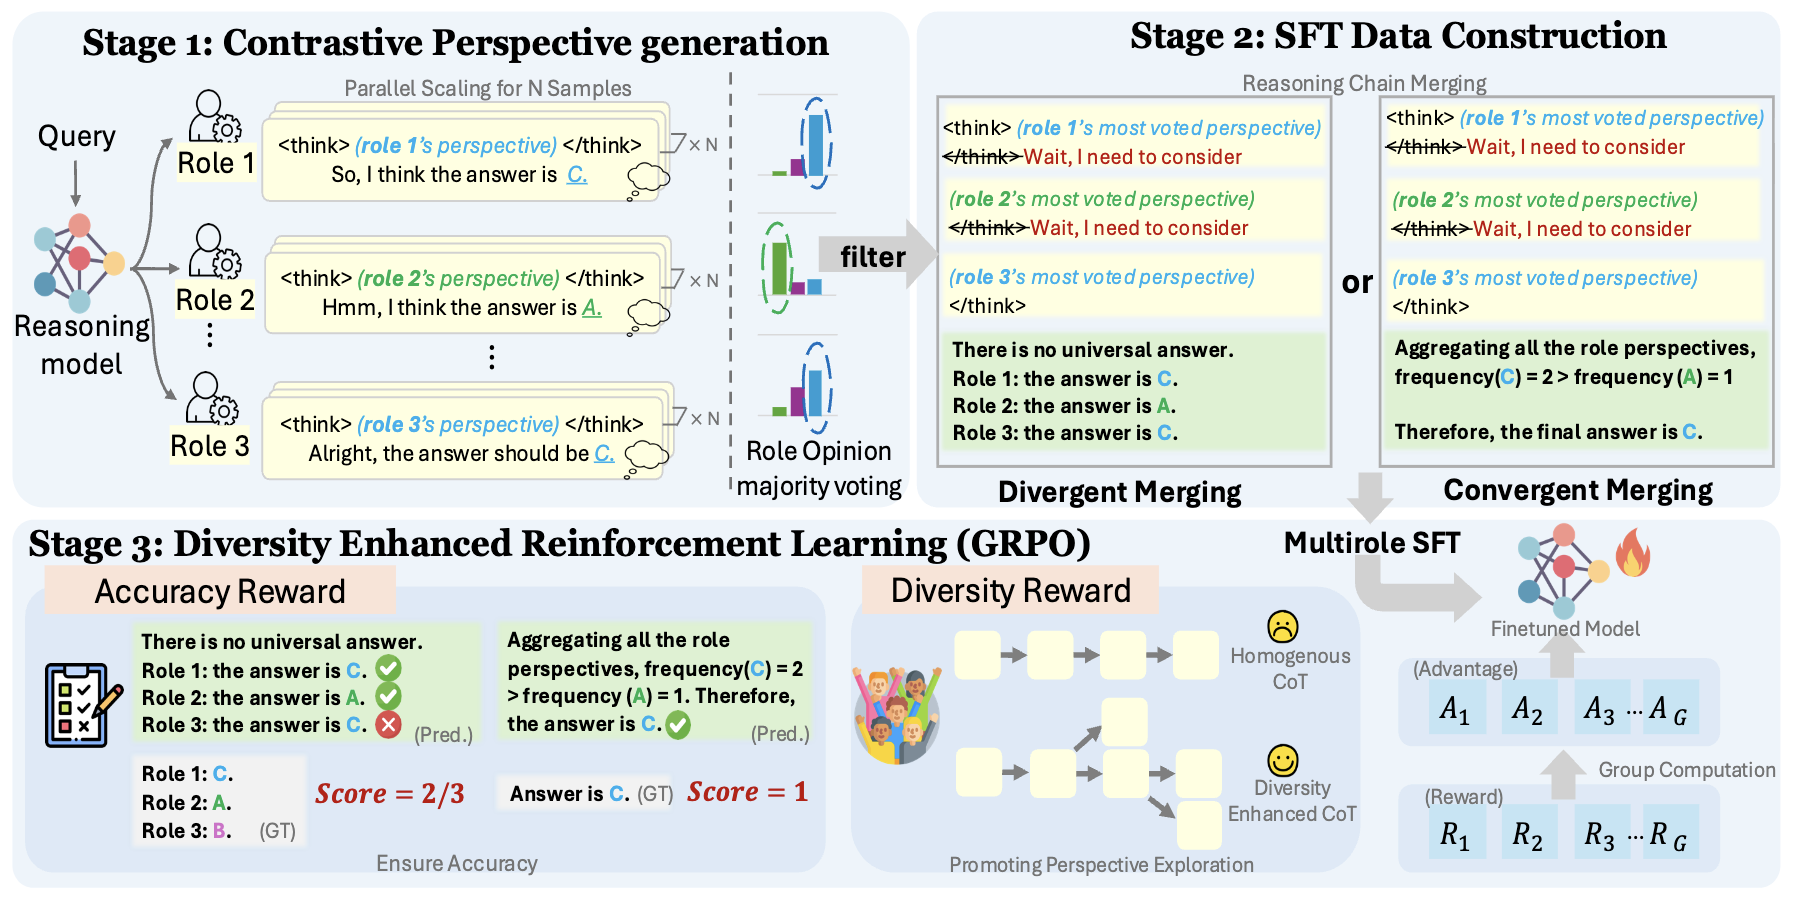 Stage 1: Contrastive Perspective generation
Parallel Scaling for N Samples
Query
Reasoning
model
Role 1
<think> (role 1's perspective) </think>
So, I think the answer is C.
× N
Role 2
<think> (role 2's perspective) </think>
Hmm, I think the answer is A.
× N
⋮
⋮
Role 3
<think> (role 3's perspective) </think>
Alright, the answer should be C.
× N
Role Opinion
majority voting
filter
Stage 2: SFT Data Construction
Reasoning Chain Merging
<think> (role 1's most voted perspective)
</think> Wait, I need to consider
(role 2's most voted perspective)
</think> Wait, I need to consider
(role 3's most voted perspective)
</think>
There is no universal answer.
Role 1: the answer is C.
Role 2: the answer is A.
Role 3: the answer is C.
Divergent Merging
or
<think> (role 1's most voted perspective)
</think> Wait, I need to consider
(role 2's most voted perspective)
</think> Wait, I need to consider
(role 3's most voted perspective)
</think>
Aggregating all the role perspectives,
frequency(C) = 2 > frequency (A) = 1
Therefore, the final answer is C.
Convergent Merging
Multirole SFT
Stage 3: Diversity Enhanced Reinforcement Learning (GRPO)
Accuracy Reward
There is no universal answer.
Role 1: the answer is C.
Role 2: the answer is A.
Role 3: the answer is C.
(Pred.)
Role 1: C.
Role 2: A.
Role 3: B.
(GT)
Score = 2/3
Aggregating all the role
perspectives, frequency(C) = 2
> frequency (A) = 1. Therefore,
the answer is C.
(Pred.)
Answer is C. (GT)
Score = 1
Ensure Accuracy
Diversity Reward
Homogenous
CoT
Diversity
Enhanced CoT
Promoting Perspective Exploration
Finetuned Model
(Advantage)
A1 A2 A3 ... AG
Group Computation
(Reward)
R1 R2 R3 ... RG